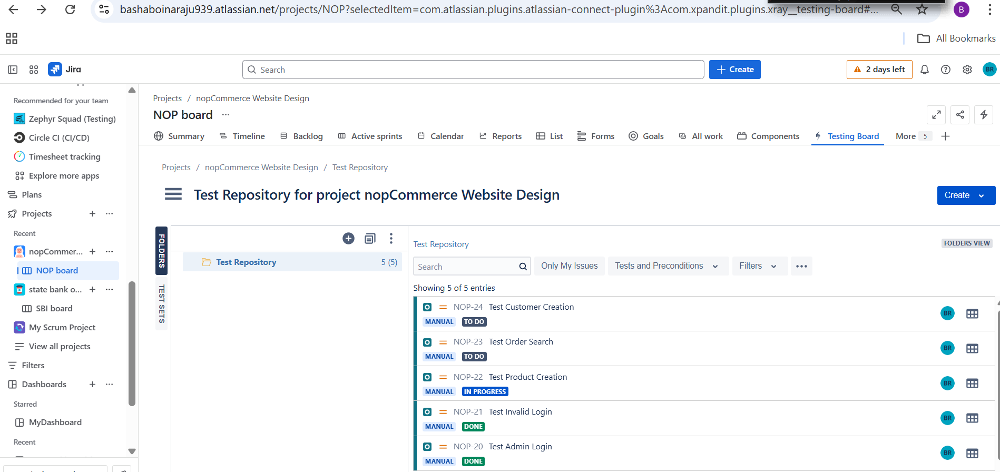 bashaboinaraju939.atlassian.net/projects/NOP?selectedItem=com.atlassian.plugins.atlassian-connect-plugin%3Acom.xpandit.plugins.xray__testing-board#...
B
All Bookmarks
Jira
Search
Create
2 days left
BR
Recommended for your team
Zephyr Squad (Testing)
Circle CI (CI/CD)
Timesheet tracking
Explore more apps
Plans
Projects
Recent
nopCommer...
NOP board
state bank o...
SBI board
My Scrum Project
View all projects
Filters
Dashboards
Starred
MyDashboard
Recent
Projects / nopCommerce Website Design
NOP board
Summary
Timeline
Backlog
Active sprints
Calendar
Reports
List
Forms
Goals
All work
Components
Testing Board
More 5
Projects / nopCommerce Website Design / Test Repository
Test Repository for project nopCommerce Website Design
Create
FOLDERS
TEST SETS
Test Repository 5 (5)
Test Repository
FOLDERS VIEW
Search
Only My Issues
Tests and Preconditions
Filters
Showing 5 of 5 entries
NOP-24 Test Customer Creation
BR
MANUAL TO DO
NOP-23 Test Order Search
BR
MANUAL TO DO
NOP-22 Test Product Creation
BR
MANUAL IN PROGRESS
NOP-21 Test Invalid Login
BR
MANUAL DONE
NOP-20 Test Admin Login
BR
MANUAL DONE